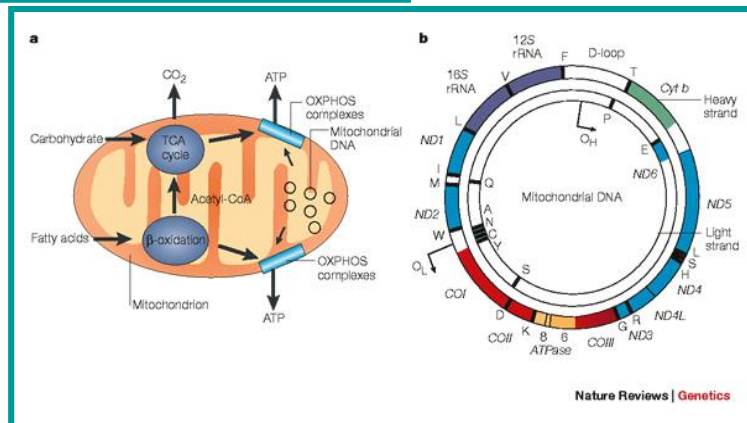 a
CO2
ATP
OXPHOS
complexes
Mitochondrial
DNA
Carbohydrate
TCA
cycle
Acetyl-CoA
Fatty acids
β-oxidation
OXPHOS
complexes
Mitochondrion
ATP
b
12S
rRNA
F
D-loop
16S
rRNA
V
T
Cyt b
Heavy
strand
P
L
OH
E
ND1
ND6
I
M
Q
Mitochondrial DNA
ND5
ND2
A
N
C
Y
Light
strand
W
L
S
H
OL
S
ND4
COI
ND4L
D
R
G
ND3
K
COII
8
6
COIII
ATPase
Nature Reviews | Genetics